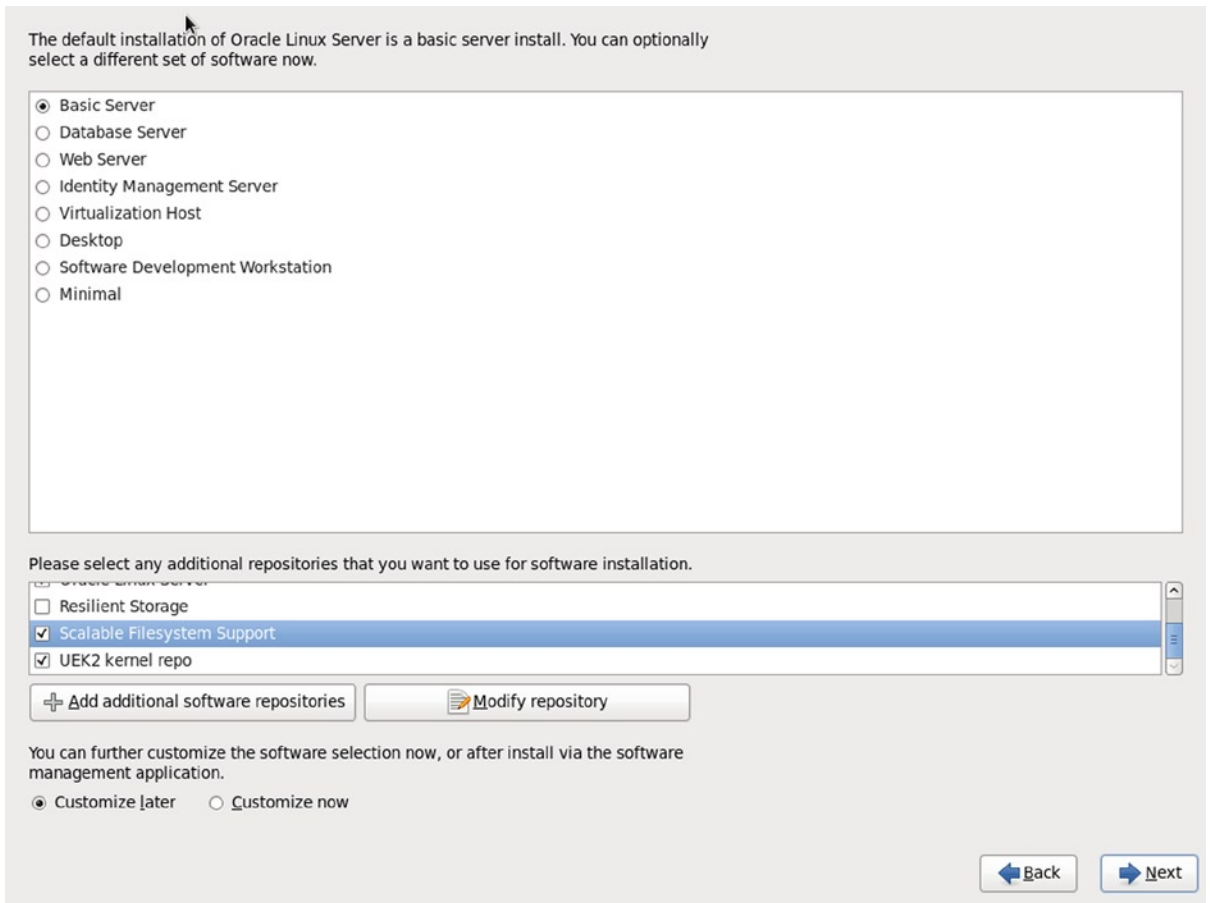 The default installation of Oracle Linux Server is a basic server install. You can optionally
select a different set of software now.
Basic Server
Database Server
Web Server
Identity Management Server
Virtualization Host
Desktop
Software Development Workstation
Minimal
Please select any additional repositories that you want to use for software installation.
Oracle Linux Server
Resilient Storage
Scalable Filesystem Support
UEK2 kernel repo
Add additional software repositories
Modify repository
You can further customize the software selection now, or after install via the software
management application.
Customize later
Customize now
Back
Next